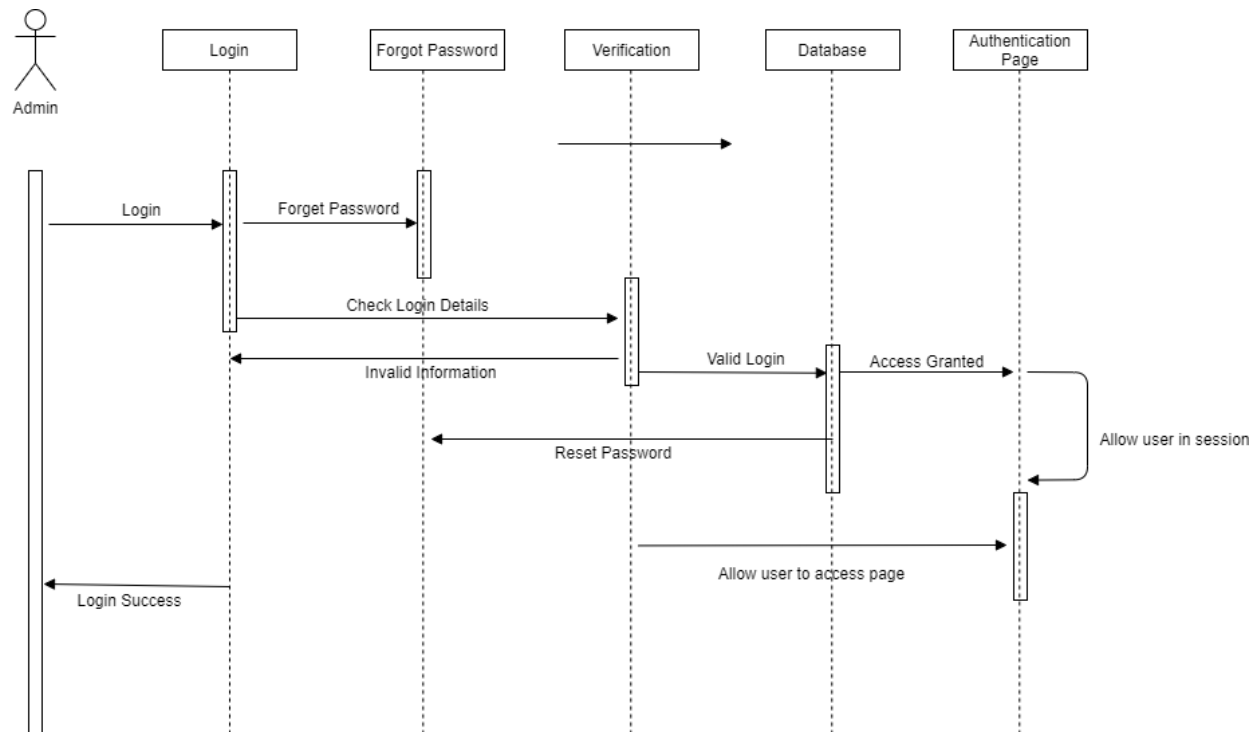 Login
Forgot Password
Verification
Database
Authentication
Page
Admin
Login
Forget Password
Check Login Details
Invalid Information
Valid Login
Access Granted
Allow user in session
Reset Password
Allow user to access page
Login Success